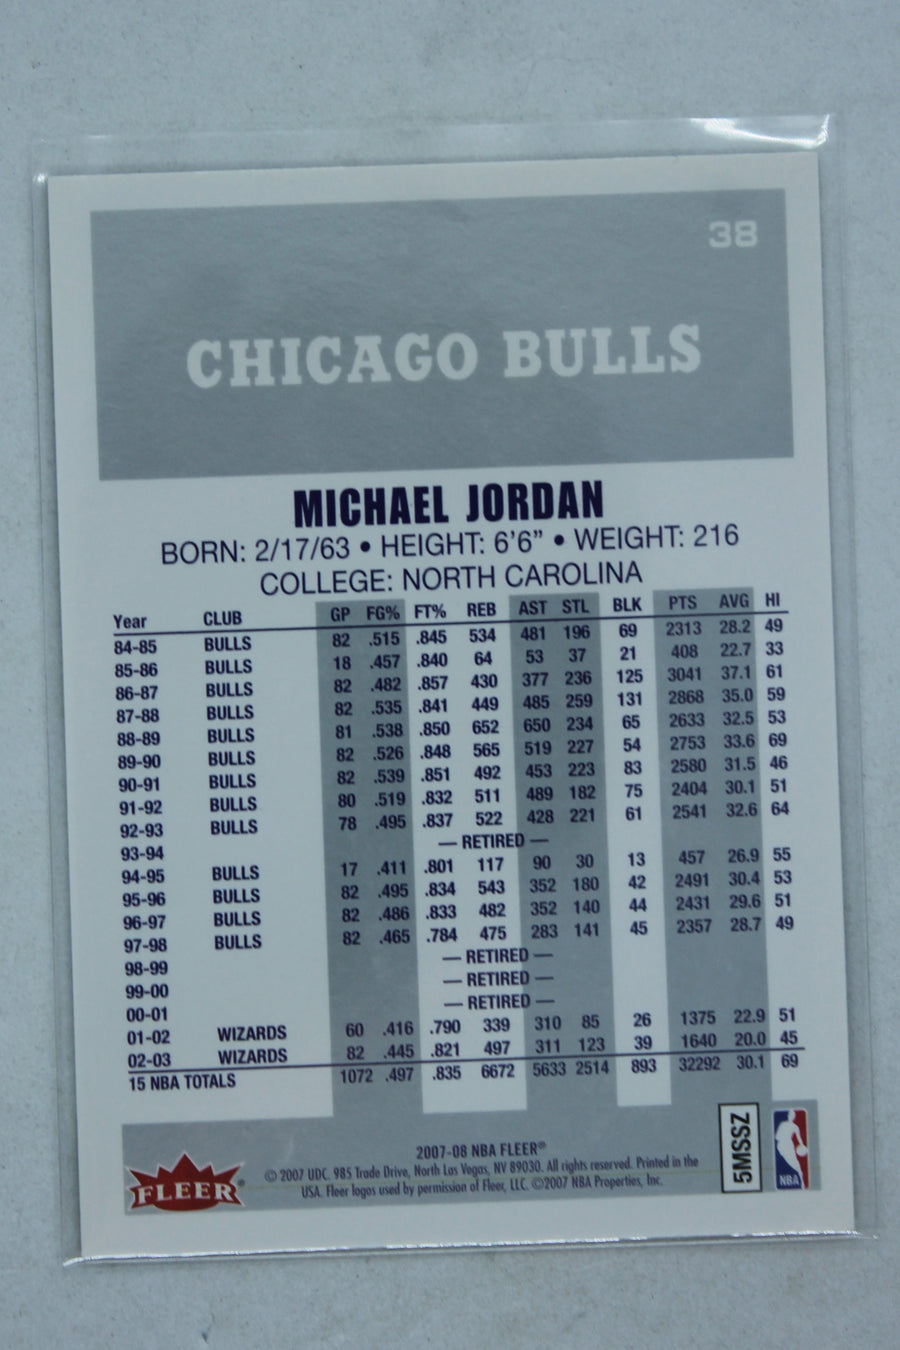 38
CHICAGO BULLS
MICHAEL JORDAN
BORN: 2/17/63 • HEIGHT: 6'6" • WEIGHT: 216
COLLEGE: NORTH CAROLINA
Year CLUB GP FG% FT% REB AST STL BLK PTS AVG HI
84-85 BULLS 82 .515 .845 534 481 196 69 2313 28.2 49
85-86 BULLS 18 .457 .840 64 53 37 21 408 22.7 33
86-87 BULLS 82 .482 .857 430 377 236 125 3041 37.1 61
87-88 BULLS 82 .535 .841 449 485 259 131 2868 35.0 59
88-89 BULLS 81 .538 .850 652 650 234 65 2633 32.5 53
89-90 BULLS 82 .526 .848 565 519 227 54 2753 33.6 69
90-91 BULLS 82 .539 .851 492 453 223 83 2580 31.5 46
91-92 BULLS 80 .519 .832 511 489 182 75 2404 30.1 51
92-93 BULLS 78 .495 .837 522 428 221 61 2541 32.6 64
93-94 — RETIRED —
94-95 BULLS 17 .411 .801 117 90 30 13 457 26.9 55
95-96 BULLS 82 .495 .834 543 352 180 42 2491 30.4 53
96-97 BULLS 82 .486 .833 482 352 140 44 2431 29.6 51
97-98 BULLS 82 .465 .784 475 283 141 45 2357 28.7 49
98-99 — RETIRED —
99-00 — RETIRED —
00-01 — RETIRED —
01-02 WIZARDS 60 .416 .790 339 310 85 26 1375 22.9 51
02-03 WIZARDS 82 .445 .821 497 311 123 39 1640 20.0 45
15 NBA TOTALS 1072 .497 .835 6672 5633 2514 893 32292 30.1 69
FLEER®
2007-08 NBA FLEER®
© 2007 UDC. 985 Trade Drive, North Las Vegas, NV 89030. All rights reserved. Printed in the
USA. Fleer logos used by permission of Fleer, LLC. ©2007 NBA Properties, Inc.
5MSSZ
NBA